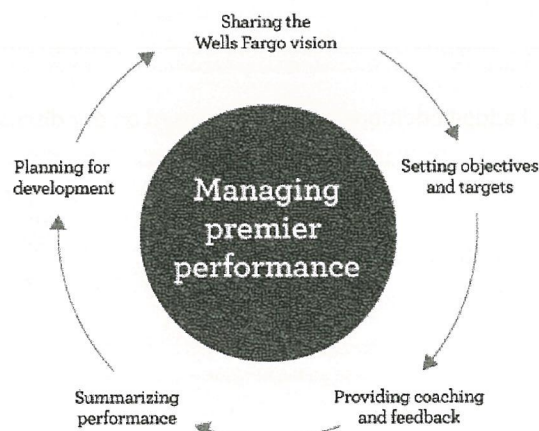 Sharing the
Wells Fargo vision
Setting objectives
and targets
Providing coaching
and feedback
Summarizing
performance
Planning for
development
Managing
premier
performance